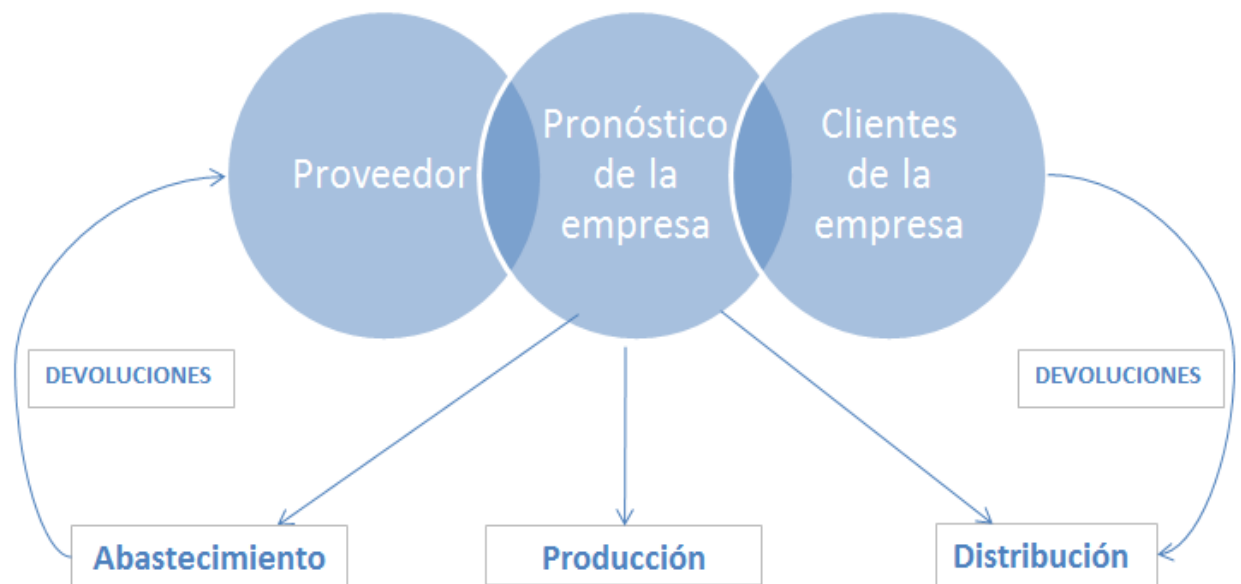 Proveedor
Pronóstico
de la
empresa
Clientes
de la
empresa
DEVOLUCIONES
DEVOLUCIONES
Abastecimiento
Producción
Distribución